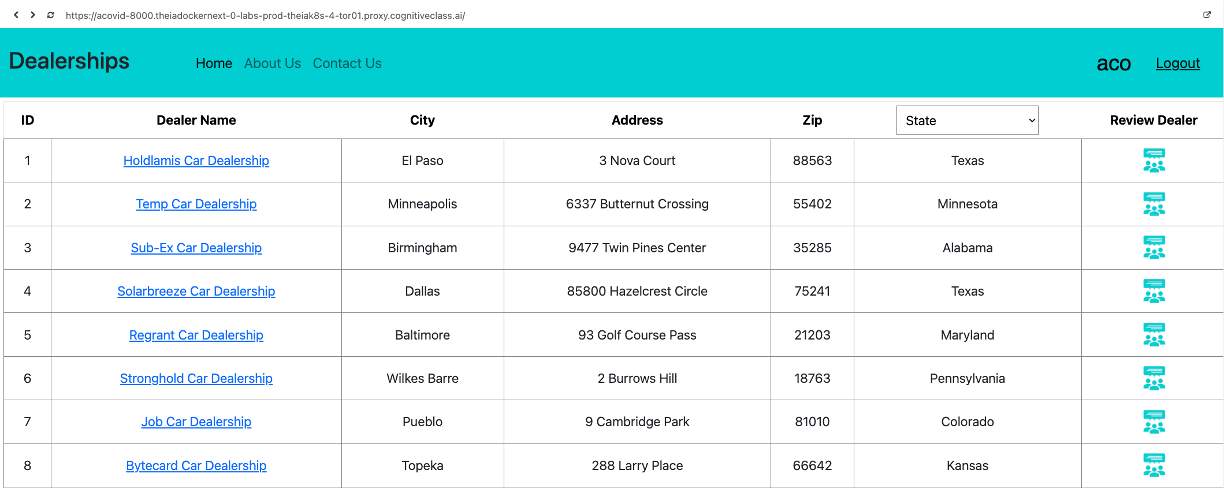 https://acovid-8000.theiadockernext-0-labs-prod-theiak8s-4-tor01.proxy.cognitiveclass.ai/
Dealerships Home About Us Contact Us aco Logout
ID Dealer Name City Address Zip State Review Dealer
1 Holdlamis Car Dealership El Paso 3 Nova Court 88563 Texas
2 Temp Car Dealership Minneapolis 6337 Butternut Crossing 55402 Minnesota
3 Sub-Ex Car Dealership Birmingham 9477 Twin Pines Center 35285 Alabama
4 Solarbreeze Car Dealership Dallas 85800 Hazelcrest Circle 75241 Texas
5 Regrant Car Dealership Baltimore 93 Golf Course Pass 21203 Maryland
6 Stronghold Car Dealership Wilkes Barre 2 Burrows Hill 18763 Pennsylvania
7 Job Car Dealership Pueblo 9 Cambridge Park 81010 Colorado
8 Bytecard Car Dealership Topeka 288 Larry Place 66642 Kansas